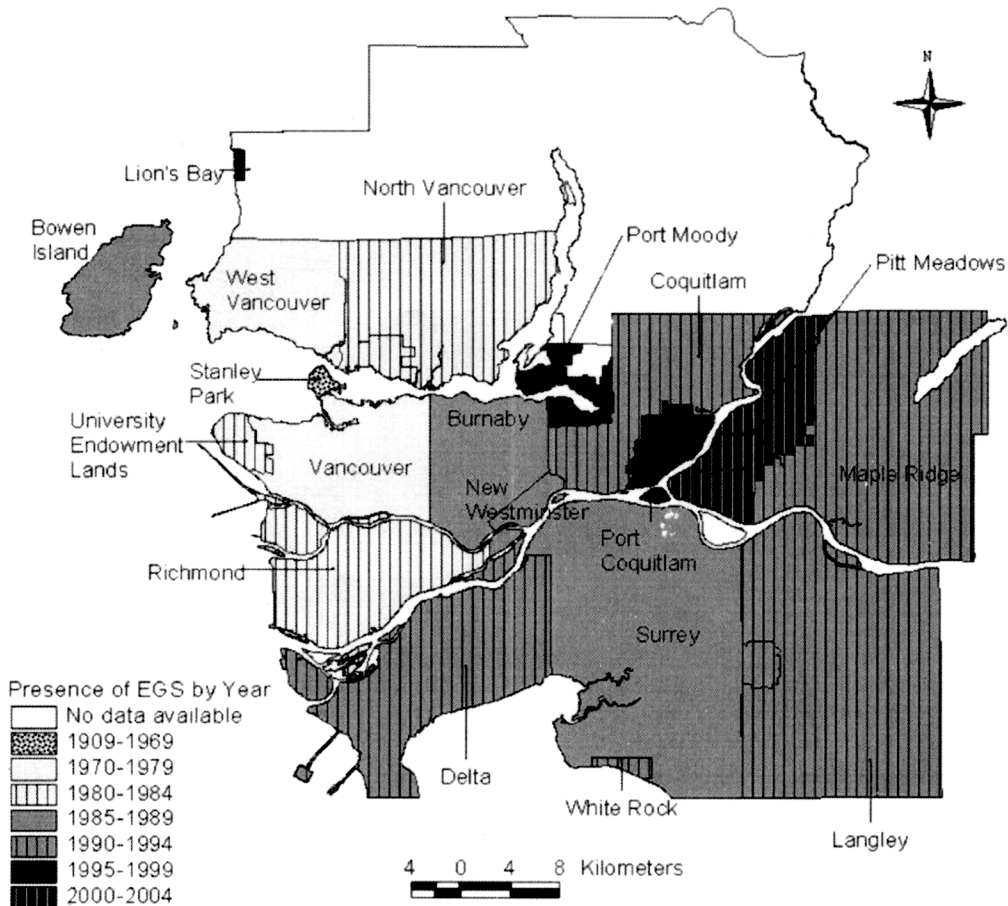 N
Lion's Bay
North Vancouver
Bowen
Island
Port Moody
West
Vancouver
Coquitlam
Pitt Meadows
Stanley
Park
University
Endowment
Lands
Burnaby
Vancouver
New
Westminster
Maple Ridge
Port
Coquitlam
Richmond
Surrey
Delta
White Rock
Langley
Presence of EGS by Year
No data available
1909-1969
1970-1979
1980-1984
1985-1989
1990-1994
1995-1999
2000-2004
4 0 4 8 Kilometers